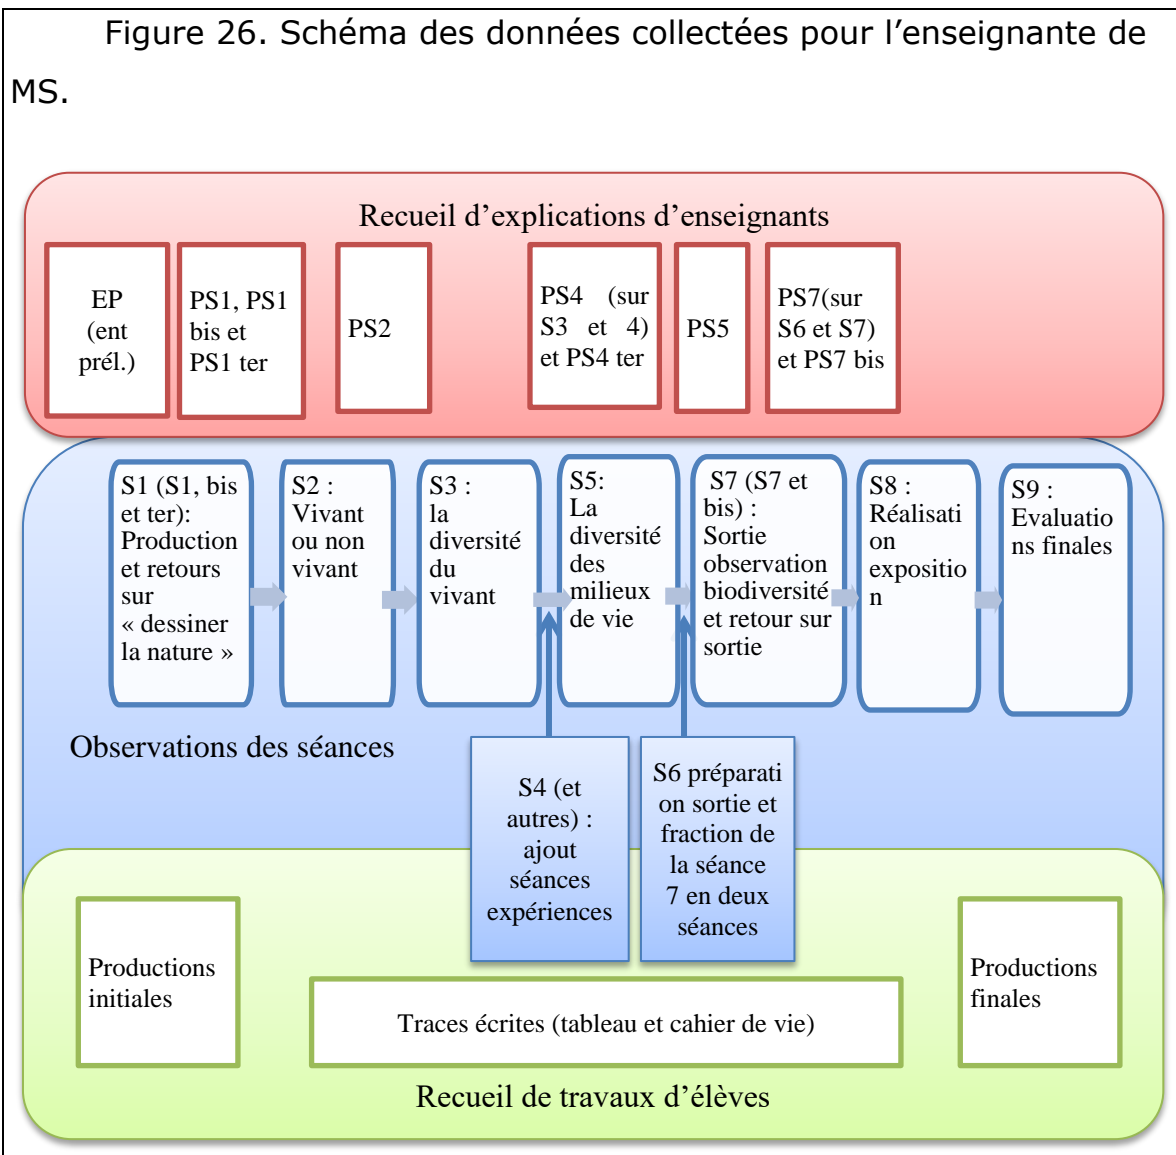 Figure 26. Schéma des données collectées pour l’enseignante de
MS.
Recueil d’explications d’enseignants
EP
(ent
prél.)
PS1, PS1
bis et
PS1 ter
PS2
PS4 (sur
S3 et 4)
et PS4 ter
PS5
PS7(sur
S6 et S7)
et PS7 bis
S1 (S1, bis
et ter):
Production
et retours
sur
« dessiner
la nature »
S2 :
Vivant
ou non
vivant
S3 :
la
diversité
du
vivant
S5:
La
diversité
des
milieux
de vie
S7 (S7 et
bis) :
Sortie
observation
biodiversité
et retour sur
sortie
S8 :
Réalisati
on
expositio
n
S9 :
Evaluatio
ns finales
Observations des séances
S4 (et
autres) :
ajout
séances
expériences
S6 préparati
on sortie et
fraction de
la séance
7 en deux
séances
Productions
initiales
Traces écrites (tableau et cahier de vie)
Productions
finales
Recueil de travaux d’élèves